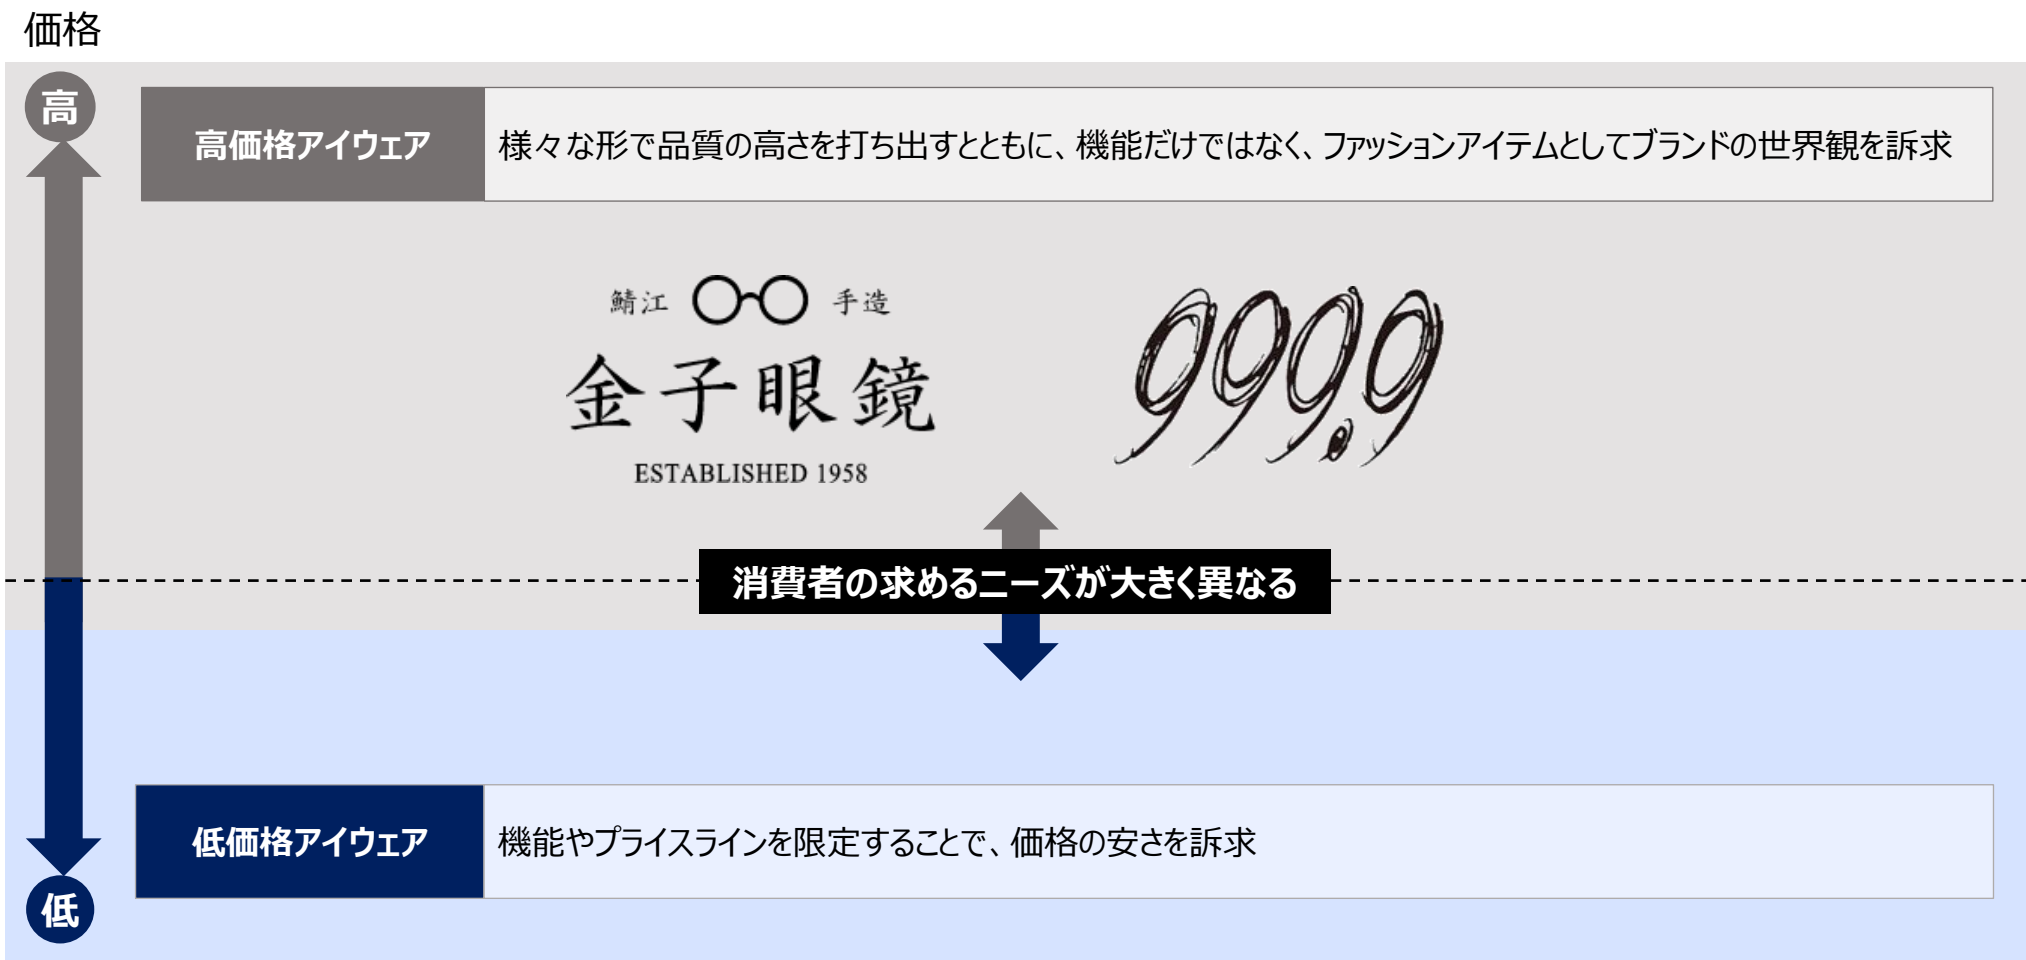 価格
高
高価格アイウェア
様々な形で品質の高さを打ち出すとともに、機能だけではなく、ファッションアイテムとしてブランドの世界観を訴求
鯖江 手造
金子眼鏡
ESTABLISHED 1958
999.9
消費者の求めるニーズが大きく異なる
低価格アイウェア
機能やプライスラインを限定することで、価格の安さを訴求
低